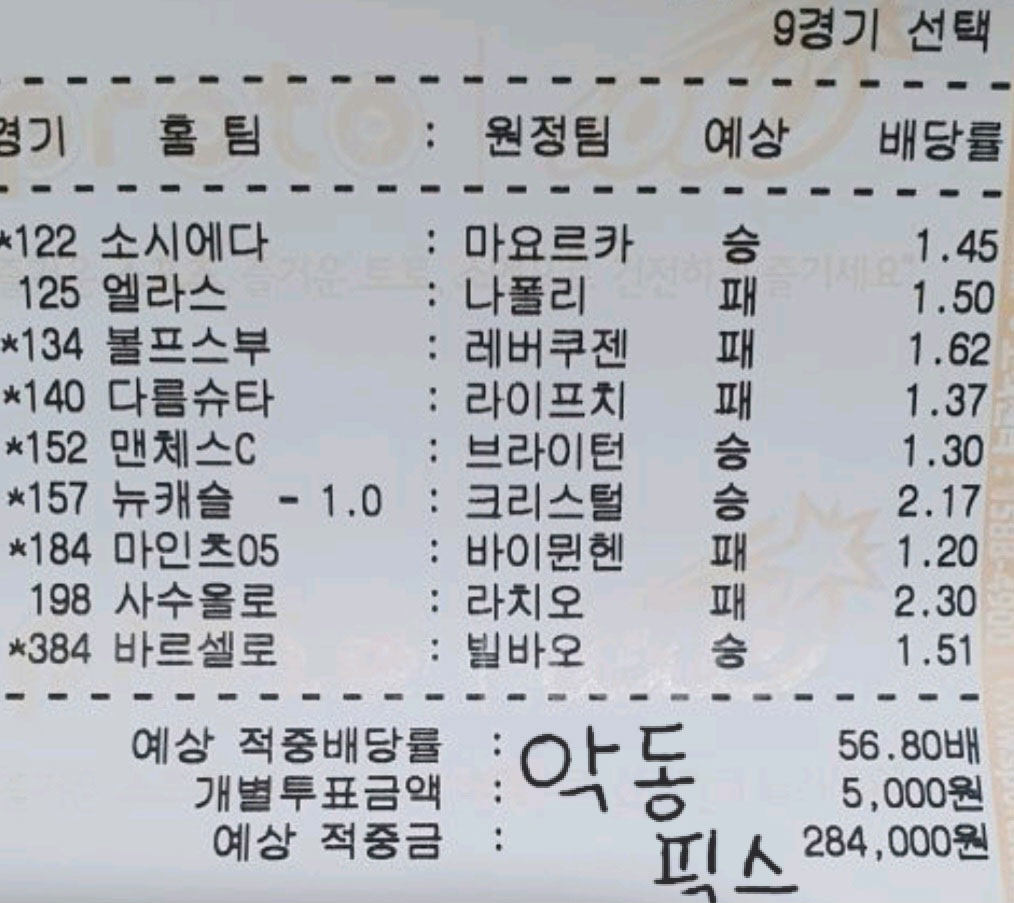 9경기 선택
경기 홈 팀 : 원정팀 예상 배당률
*122 소시에다 : 마요르카 승 1.45
125 엘라스 : 나폴리 패 1.50
*134 볼프스부 : 레버쿠젠 패 1.62
*140 다름슈타 : 라이프치 패 1.37
*152 맨체스C : 브라이턴 승 1.30
*157 뉴캐슬 - 1.0 : 크리스털 승 2.17
*184 마인츠05 : 바이뮌헨 패 1.20
198 사수올로 : 라치오 패 2.30
*384 바르셀로 : 빌바오 승 1.51
예상 적중배당률 : 56.80배
개별투표금액 : 5,000원
예상 적중금 : 284,000원
악동
픽스